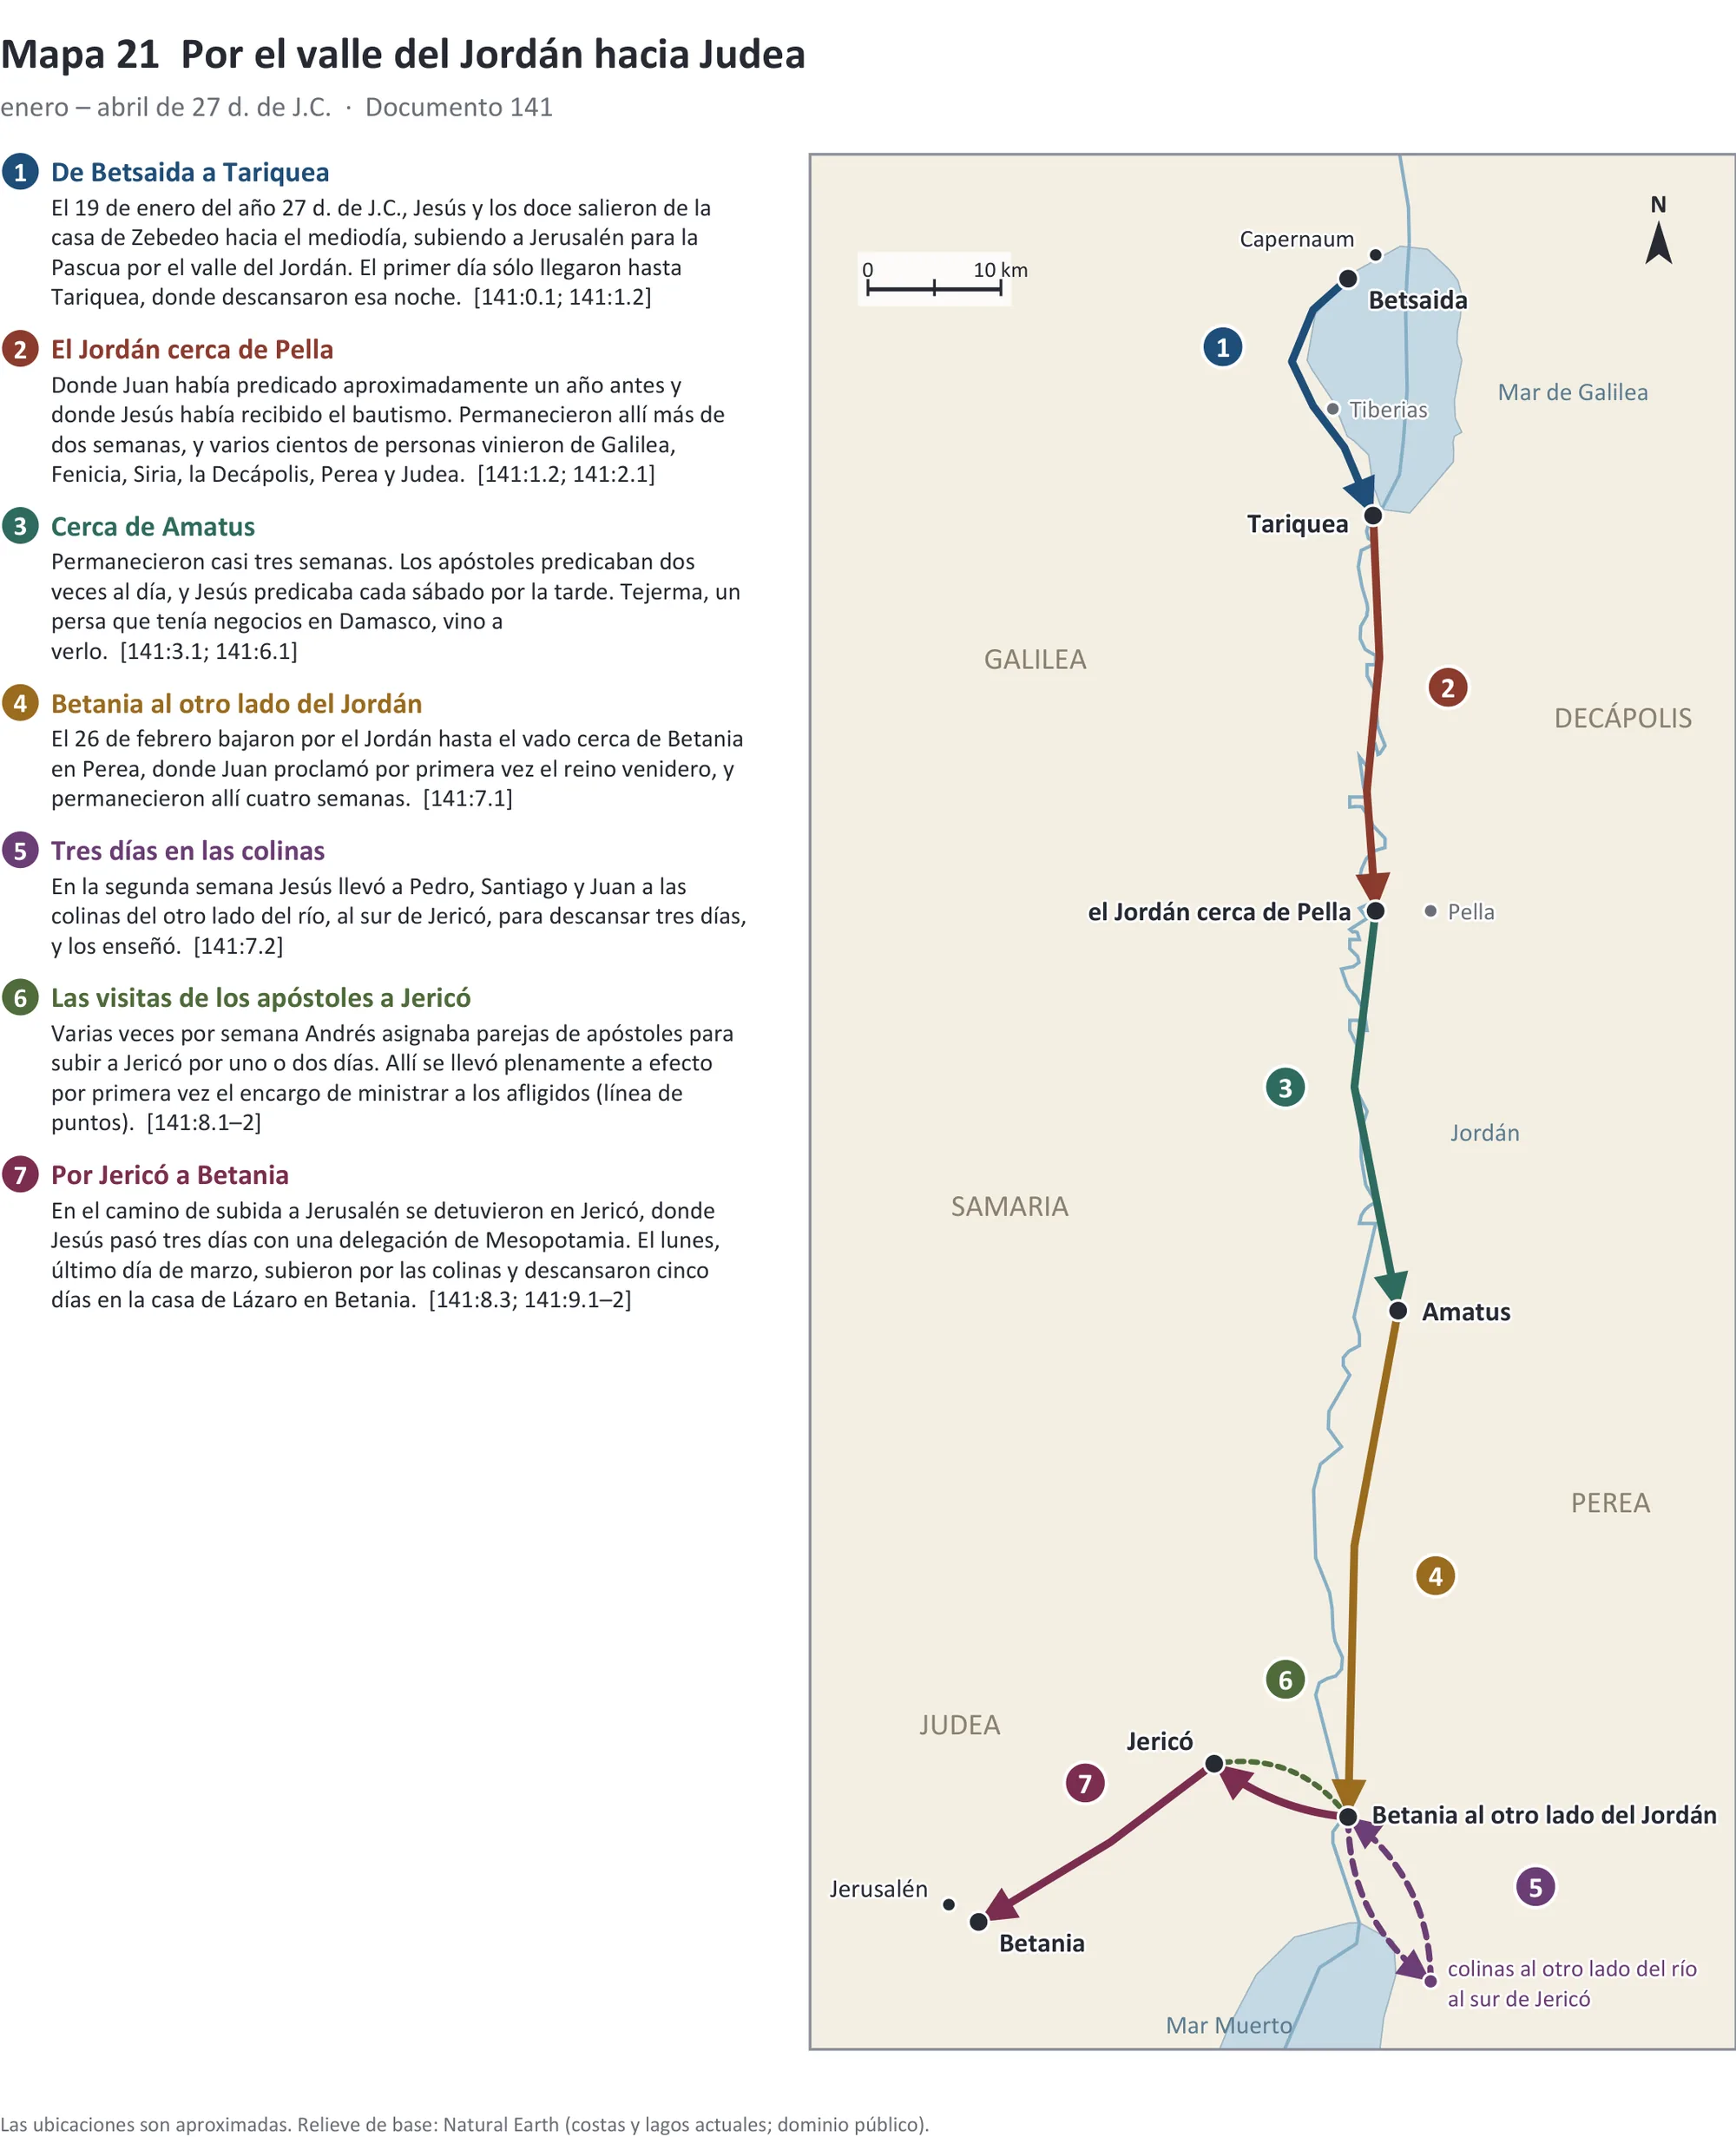 Mapa 21  Por el valle del Jordán hacia Judea
enero – abril de 27 d. de J.C.  ·  Documento 141
1 De Betsaida a Tariquea
El 19 de enero del año 27 d. de J.C., Jesús y los doce salieron de la
casa de Zebedeo hacia el mediodía, subiendo a Jerusalén para la
Pascua por el valle del Jordán. El primer día sólo llegaron hasta
Tariquea, donde descansaron esa noche.  [141:0.1; 141:1.2]
2 El Jordán cerca de Pella
Donde Juan había predicado aproximadamente un año antes y
donde Jesús había recibido el bautismo. Permanecieron allí más de
dos semanas, y varios cientos de personas vinieron de Galilea,
Fenicia, Siria, la Decápolis, Perea y Judea.  [141:1.2; 141:2.1]
3 Cerca de Amatus
Permanecieron casi tres semanas. Los apóstoles predicaban dos
veces al día, y Jesús predicaba cada sábado por la tarde. Tejerma, un
persa que tenía negocios en Damasco, vino a
verlo.  [141:3.1; 141:6.1]
4 Betania al otro lado del Jordán
El 26 de febrero bajaron por el Jordán hasta el vado cerca de Betania
en Perea, donde Juan proclamó por primera vez el reino venidero, y
permanecieron allí cuatro semanas.  [141:7.1]
5 Tres días en las colinas
En la segunda semana Jesús llevó a Pedro, Santiago y Juan a las
colinas del otro lado del río, al sur de Jericó, para descansar tres días,
y los enseñó.  [141:7.2]
6 Las visitas de los apóstoles a Jericó
Varias veces por semana Andrés asignaba parejas de apóstoles para
subir a Jericó por uno o dos días. Allí se llevó plenamente a efecto
por primera vez el encargo de ministrar a los afligidos (línea de
puntos).  [141:8.1–2]
7 Por Jericó a Betania
En el camino de subida a Jerusalén se detuvieron en Jericó, donde
Jesús pasó tres días con una delegación de Mesopotamia. El lunes,
último día de marzo, subieron por las colinas y descansaron cinco
días en la casa de Lázaro en Betania.  [141:8.3; 141:9.1–2]
N
Capernaum
0 10 km
Betsaida
1
Mar de Galilea
Tiberias
Tariquea
GALILEA
2
DECÁPOLIS
el Jordán cerca de Pella
Pella
3
Jordán
SAMARIA
Amatus
PEREA
4
6
JUDEA
Jericó
7
Betania al otro lado del Jordán
Jerusalén
5
Betania
colinas al otro lado del río
al sur de Jericó
Mar Muerto
Las ubicaciones son aproximadas. Relieve de base: Natural Earth (costas y lagos actuales; dominio público).